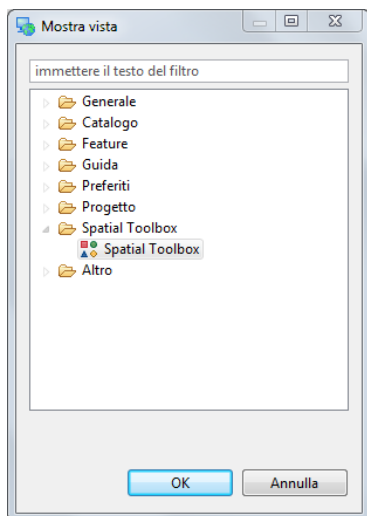 Mostra vista
immettere il testo del filtro
Generale
Catalogo
Feature
Guida
Preferiti
Progetto
Spatial Toolbox
Spatial Toolbox
Altro
OK
Annulla